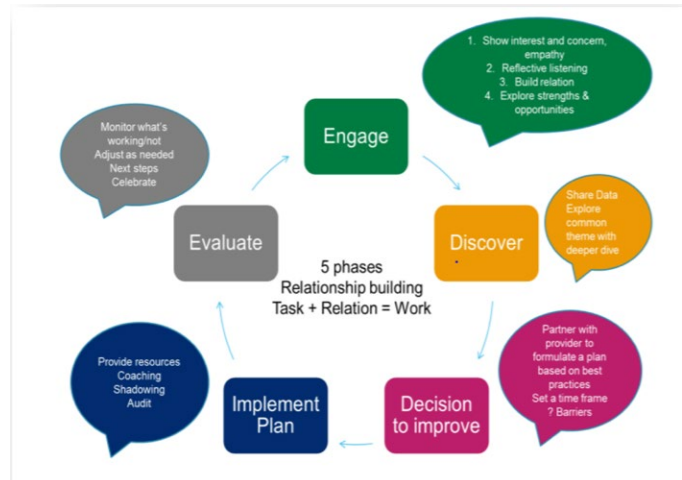 1. Show interest and concern,
empathy
2. Reflective listening
3. Build relation
4. Explore strengths &
opportunities
Engage
Monitor what's
working/not
Adjust as needed
Next steps
Celebrate
Evaluate
Discover
Share Data
Explore
common
theme with
deeper dive
5 phases
Relationship building
Task + Relation = Work
Provide resources
Coaching
Shadowing
Audit
Implement
Plan
Decision
to improve
Partner with
provider to
formulate a plan
based on best
practices
Set a time frame
? Barriers